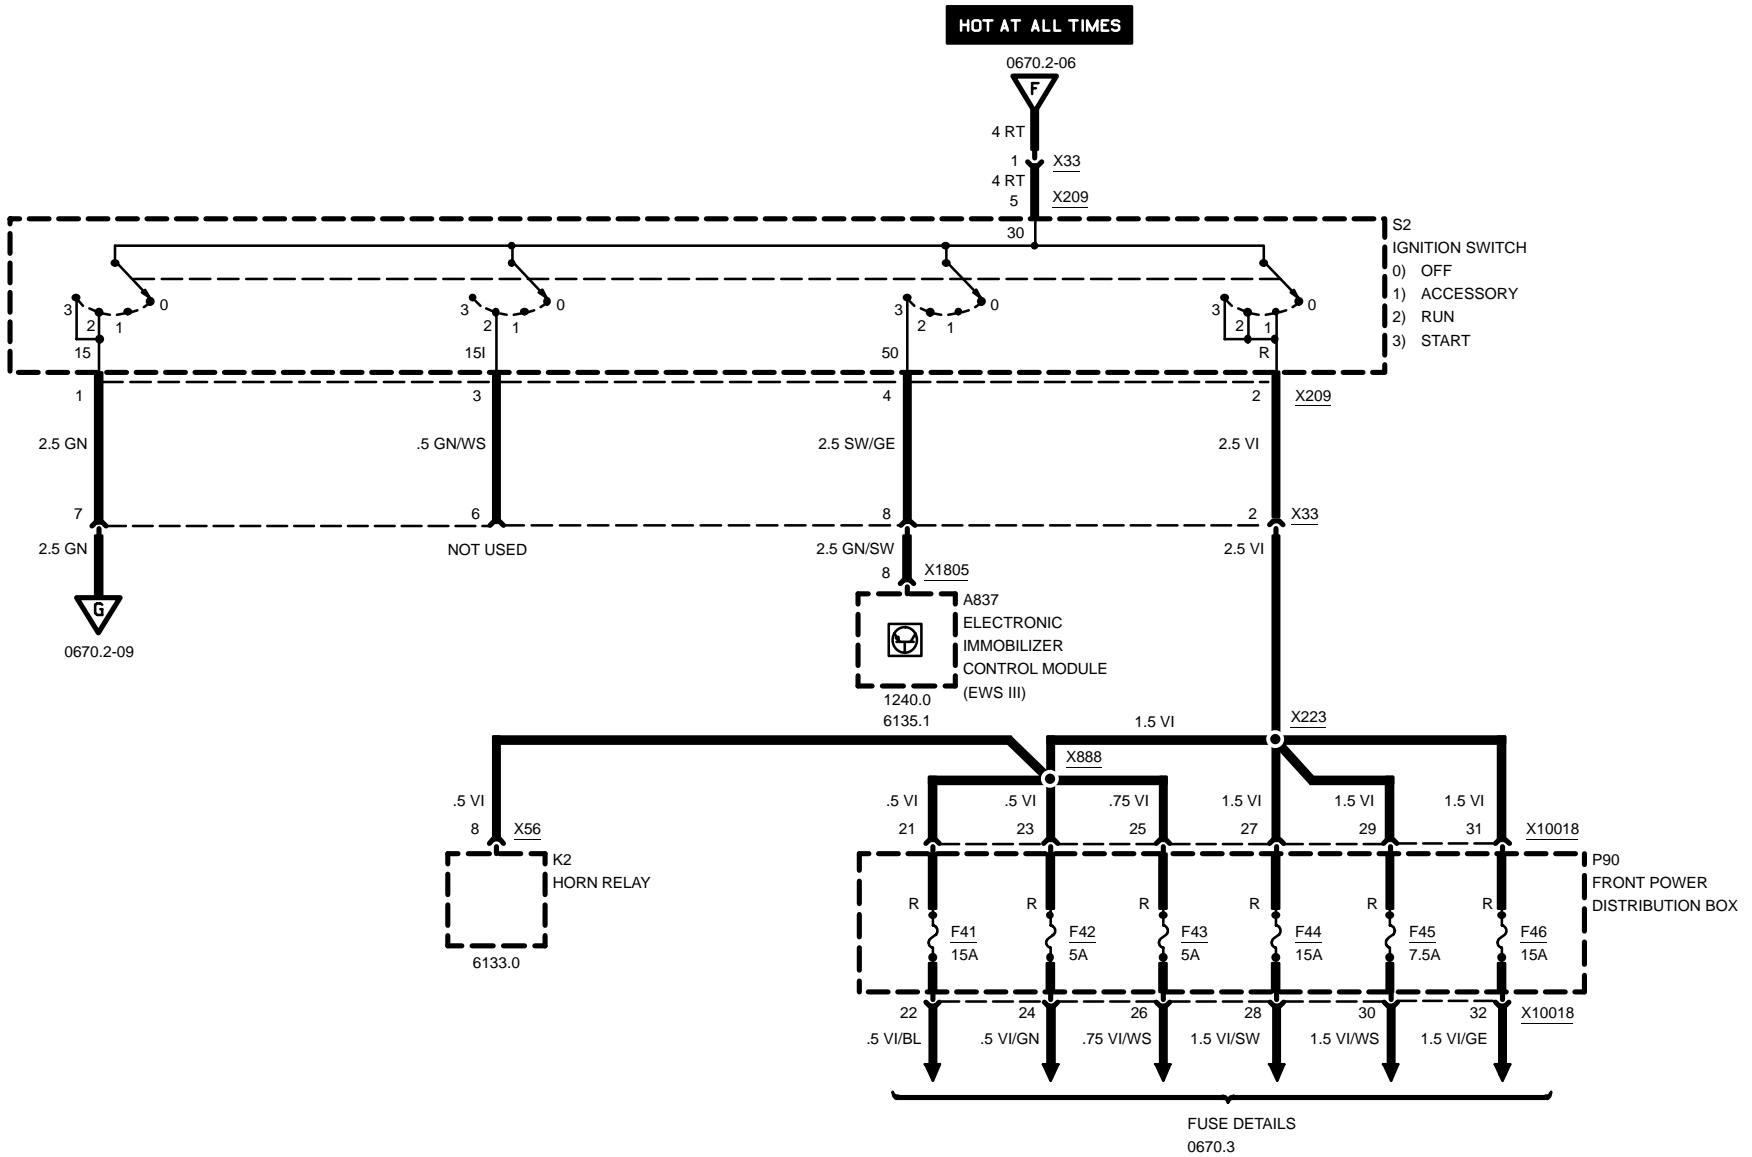 HOT AT ALL TIMES
0670.2-06
F
4 RT
1 X33
4 RT
5 X209
30
S2
IGNITION SWITCH
0) OFF
1) ACCESSORY
2) RUN
3) START
3 2 1 0
3 2 1 0
3 2 1 0
3 2 1 0
15 15I 50 R
1 3 4 2 X209
2.5 GN .5 GN/WS 2.5 SW/GE 2.5 VI
7 6 8 2 X33
2.5 GN NOT USED 2.5 GN/SW 2.5 VI
8 X1805
G
0670.2-09
A837
ELECTRONIC
IMMOBILIZER
CONTROL MODULE
(EWS III)
1240.0
6135.1
1.5 VI X223
X888
.5 VI .5 VI .5 VI .75 VI 1.5 VI 1.5 VI 1.5 VI
8 X56 21 23 25 27 29 31 X10018
K2
HORN RELAY
6133.0
P90
FRONT POWER
DISTRIBUTION BOX
R R R R R R
F41 F42 F43 F44 F45 F46
15A 5A 5A 15A 7.5A 15A
22 24 26 28 30 32 X10018
.5 VI/BL .5 VI/GN .75 VI/WS 1.5 VI/SW 1.5 VI/WS 1.5 VI/GE
FUSE DETAILS
0670.3